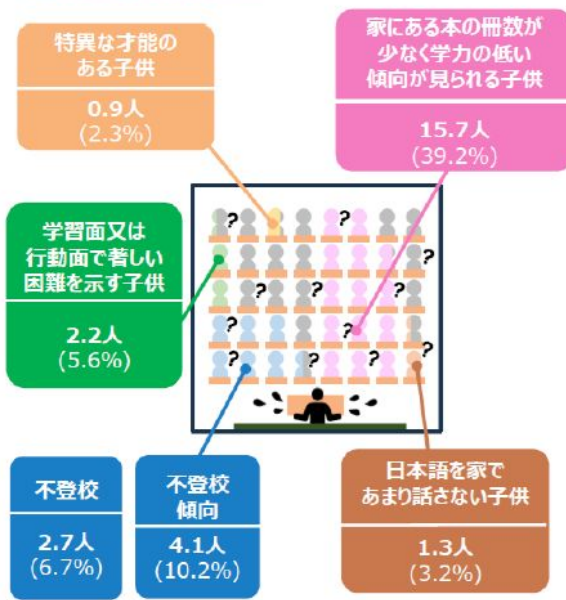 特異な才能の
ある子供
0.9人
(2.3%)
家にある本の冊数が
少なく学力の低い
傾向が見られる子供
15.7人
(39.2%)
学習面又は
行動面で著しい
困難を示す子供
2.2人
(5.6%)
? ? ?
? ? ?
? ?
? ? ?
不登校
2.7人
(6.7%)
不登校
傾向
4.1人
(10.2%)
日本語を家で
あまり話さない子供
1.3人
(3.2%)